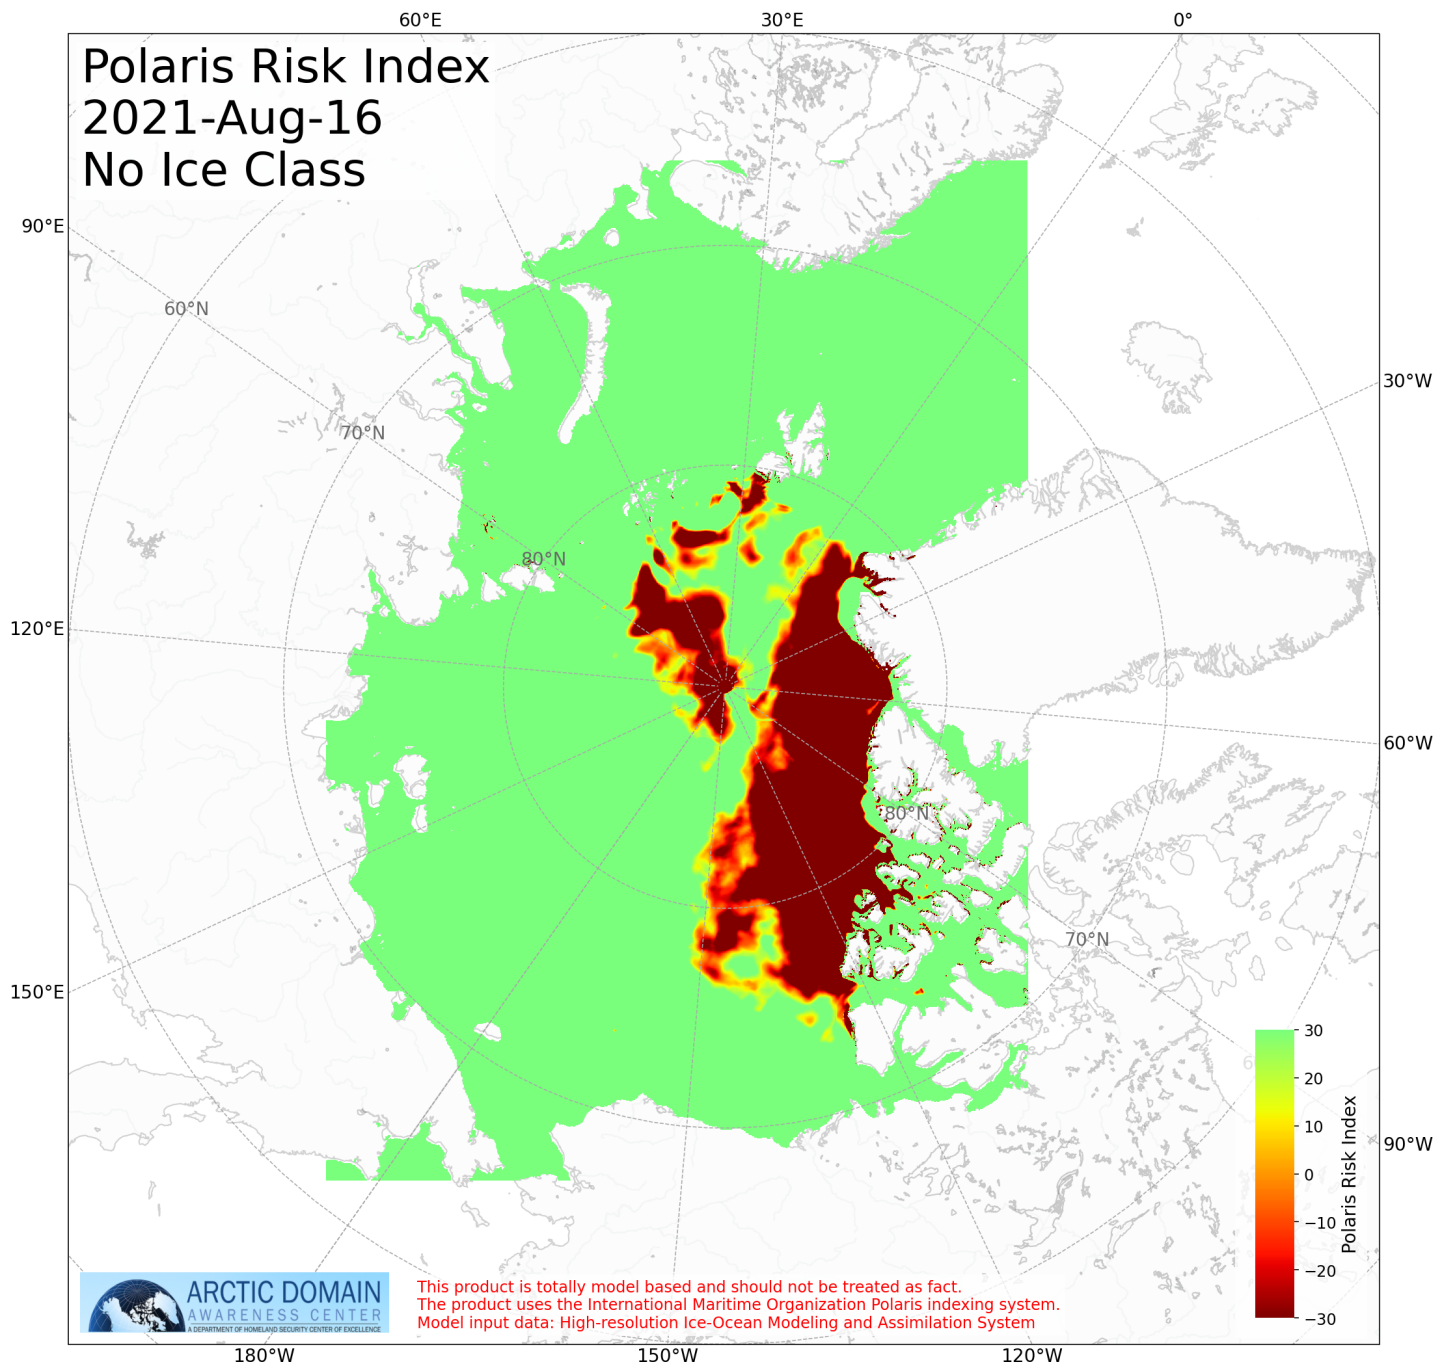 60°E
30°E
0°
Polaris Risk Index
2021-Aug-16
No Ice Class
90°E
60°N
30°W
70°N
80°N
120°E
60°W
80°N
70°N
150°E
30
20
10
0
−10
−20
−30
Polaris Risk Index
90°W
ARCTIC DOMAIN
AWARENESS CENTER
A DEPARTMENT OF HOMELAND SECURITY CENTER OF EXCELLENCE
This product is totally model based and should not be treated as fact.
The product uses the International Maritime Organization Polaris indexing system.
Model input data: High-resolution Ice-Ocean Modeling and Assimilation System
180°W
150°W
120°W